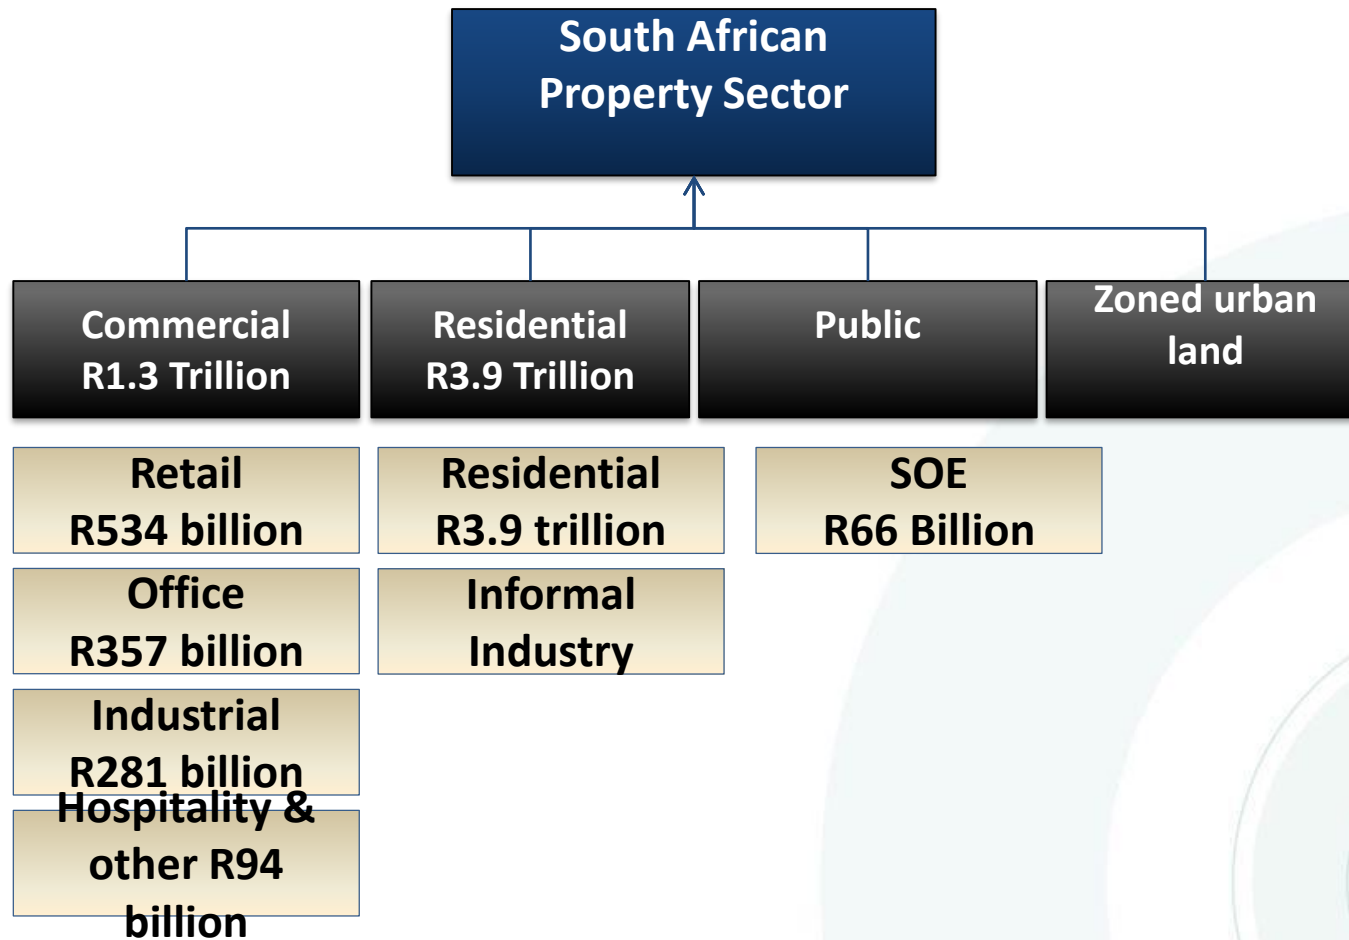 South African
Property Sector
Commercial
R1.3 Trillion
Residential
R3.9 Trillion
Public
Zoned urban
land
Retail
R534 billion
Office
R357 billion
Industrial
R281 billion
Hospitality &
other R94
billion
Residential
R3.9 trillion
Informal
Industry
SOE
R66 Billion